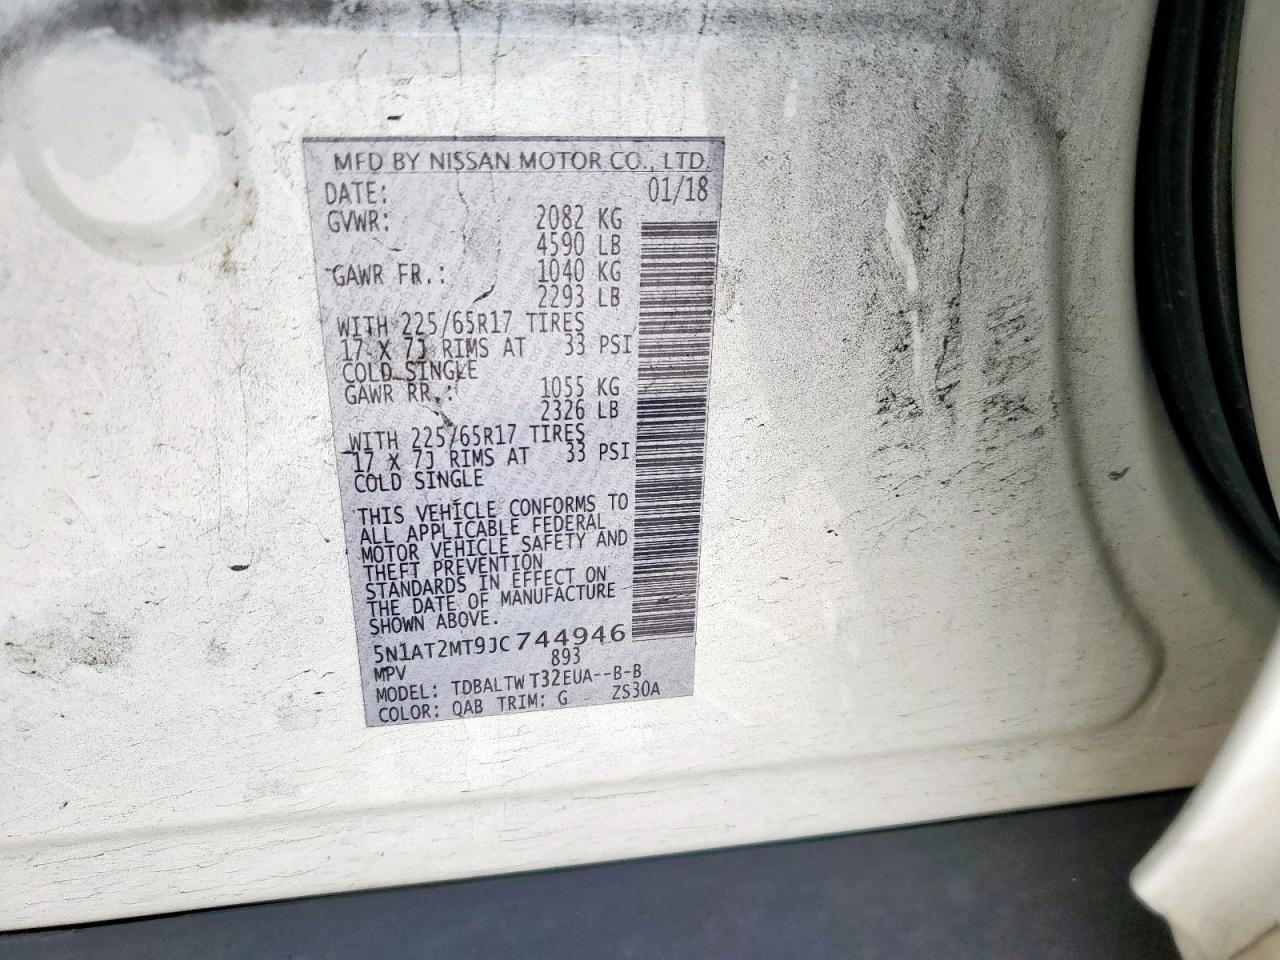 MFD BY NISSAN MOTOR CO., LTD.
DATE: 01/18
GVWR: 2082 KG
4590 LB
GAWR FR.: 1040 KG
2293 LB
WITH 225/65R17 TIRES
17 X 7J RIMS AT 33 PSI
COLD SINGLE
GAWR RR.: 1055 KG
2326 LB
WITH 225/65R17 TIRES
17 X 7J RIMS AT 33 PSI
COLD SINGLE
THIS VEHICLE CONFORMS TO
ALL APPLICABLE FEDERAL
MOTOR VEHICLE SAFETY AND
THEFT PREVENTION
STANDARDS IN EFFECT ON
THE DATE OF MANUFACTURE
SHOWN ABOVE.
5N1AT2MT9JC744946
MPV 893
MODEL: TDBALTWT32EUA--B-B
COLOR: QAB TRIM: G ZS30A